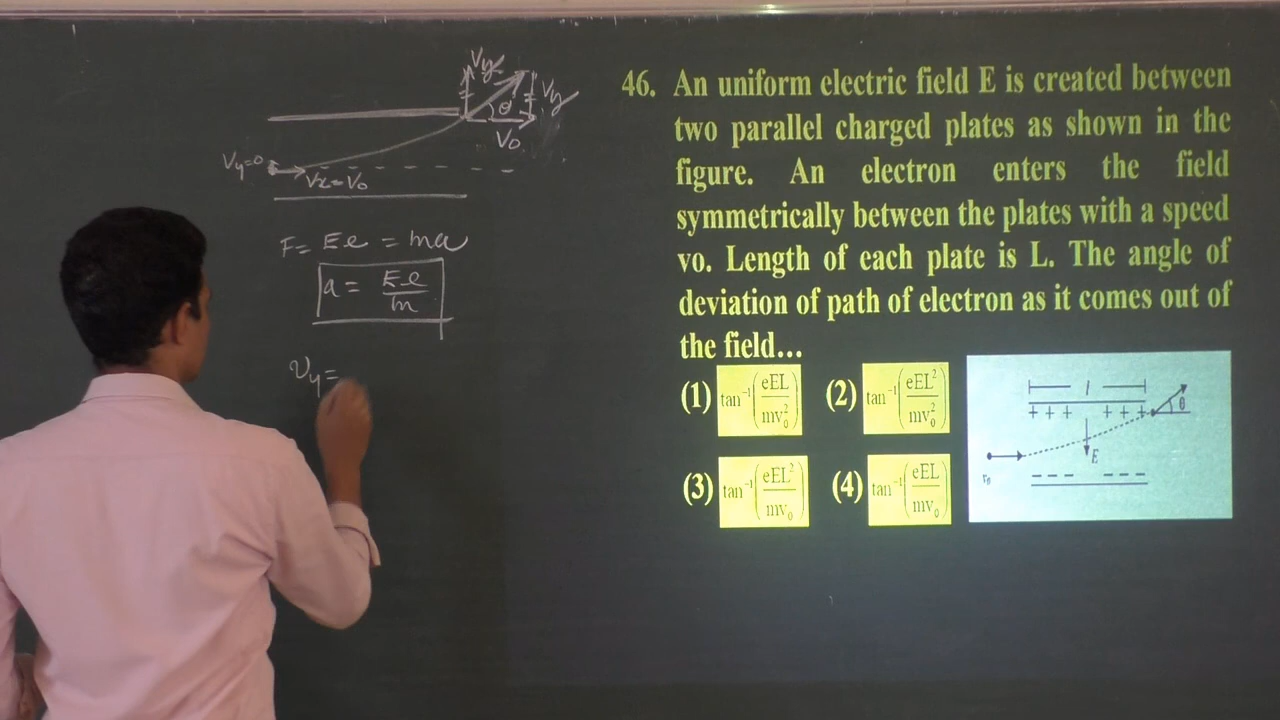 Vy
θ
Vy
V₀
Vy=0
Vx=V₀
F= Ee = ma
a= Ee/m
Vy=
46. An uniform electric field E is created between
two parallel charged plates as shown in the
figure. An electron enters the field
symmetrically between the plates with a speed
vo. Length of each plate is L. The angle of
deviation of path of electron as it comes out of
the field...
(1) tan⁻¹(eEL/mv₀²) (2) tan⁻¹(eEL²/mv₀²)
(3) tan⁻¹(eEL²/mv₀) (4) tan⁻¹(eEL/mv₀)
l
+ + + + + +
θ
E
v₀
- - - - - - -